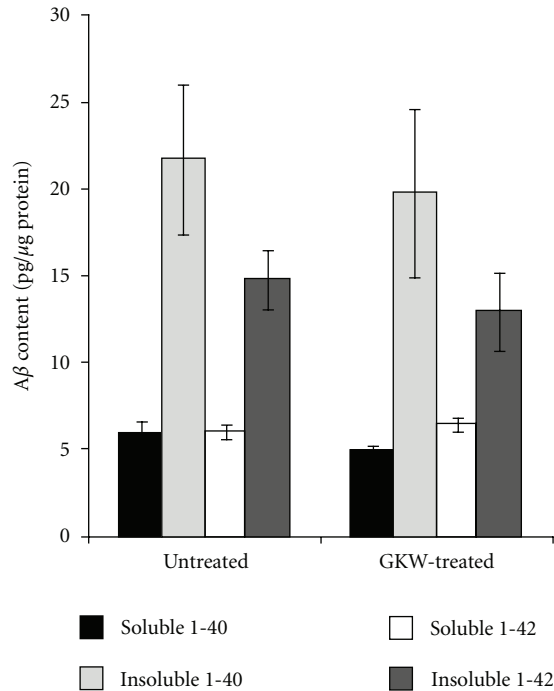 30
25
20
15
10
5
0
Aβ content (pg/μg protein)
Untreated GKW-treated
Soluble 1-40 Soluble 1-42
Insoluble 1-40 Insoluble 1-42